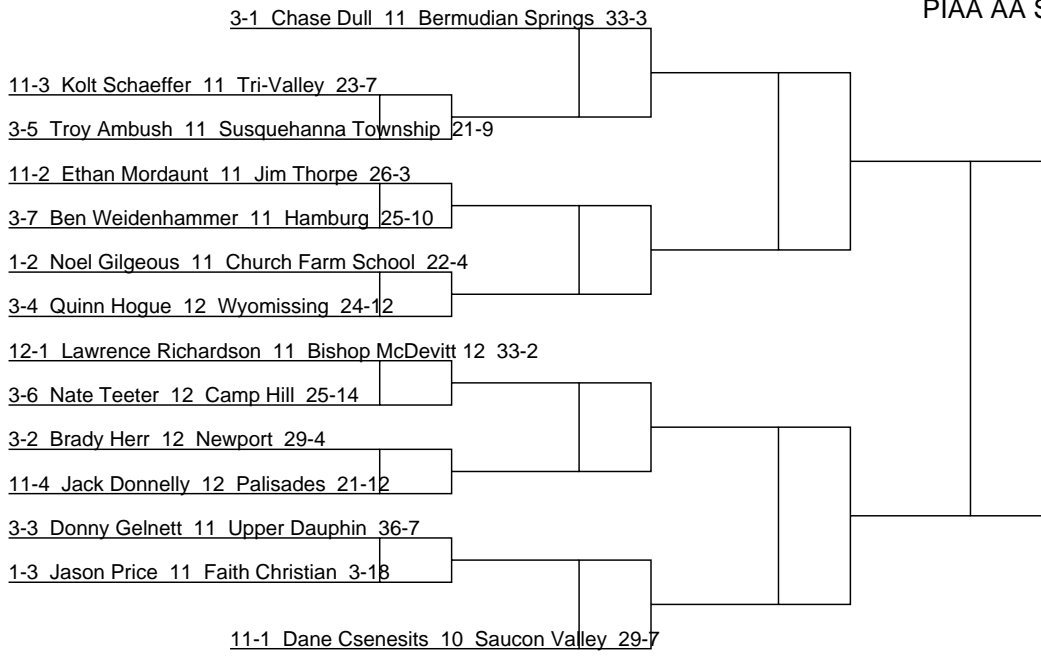 3-1 Chase Dull 11 Bermudian Springs 33-3
PIAA AA S
11-3 Kolt Schaeffer 11 Tri-Valley 23-7
3-5 Troy Ambush 11 Susquehanna Township 21-9
11-2 Ethan Mordaunt 11 Jim Thorpe 26-3
3-7 Ben Weidenhammer 11 Hamburg 25-10
1-2 Noel Gilgeous 11 Church Farm School 22-4
3-4 Quinn Hogue 12 Wyomissing 24-12
12-1 Lawrence Richardson 11 Bishop McDevitt 12 33-2
3-6 Nate Teeter 12 Camp Hill 25-14
3-2 Brady Herr 12 Newport 29-4
11-4 Jack Donnelly 12 Palisades 21-12
3-3 Donny Gelnett 11 Upper Dauphin 36-7
1-3 Jason Price 11 Faith Christian 3-18
11-1 Dane Csenesits 10 Saucon Valley 29-7